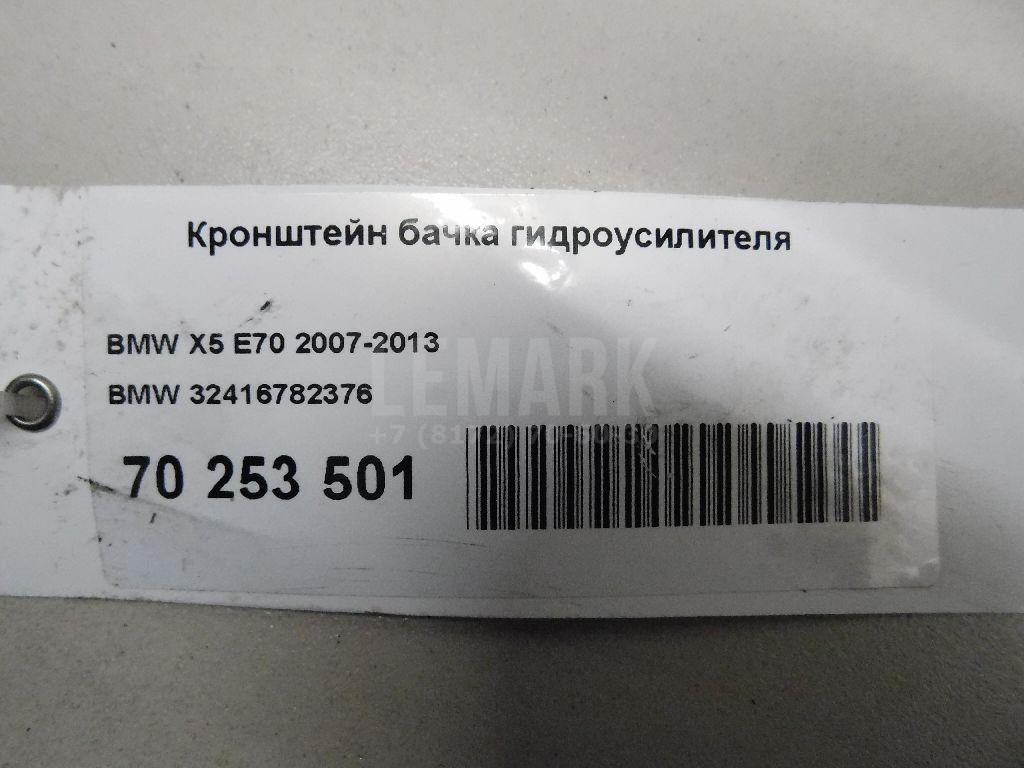 Кронштейн бачка гидроусилителя
BMW X5 E70 2007-2013
BMW 32416782376
LEMARK
70 253 501